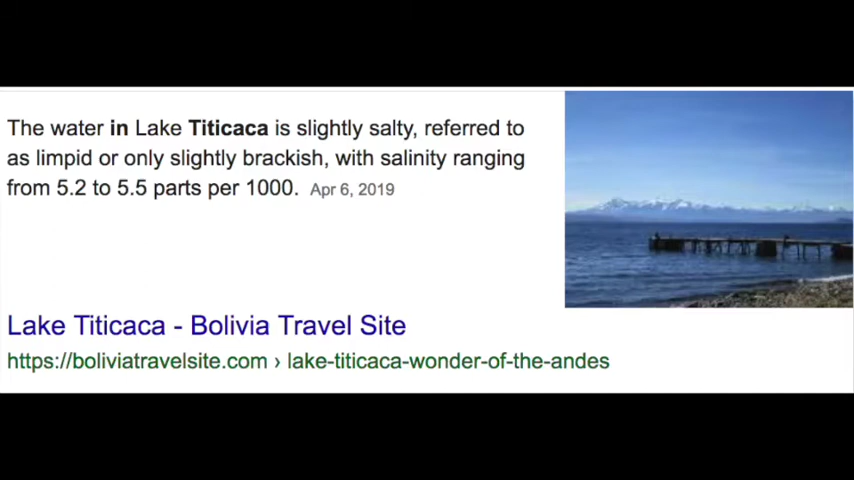 The water in Lake Titicaca is slightly salty, referred to
as limpid or only slightly brackish, with salinity ranging
from 5.2 to 5.5 parts per 1000. Apr 6, 2019
Lake Titicaca - Bolivia Travel Site
https://boliviatravelsite.com › lake-titicaca-wonder-of-the-andes